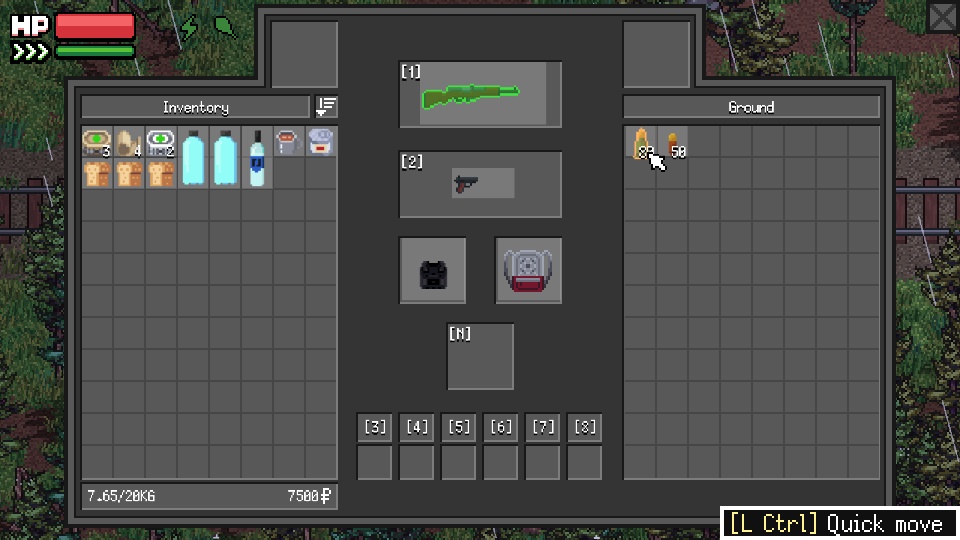 HP
[1]
Inventory
Ground
3
4
2
50
[2]
[N]
[3] [4] [5] [6] [7] [8]
7.65/20KG
7500₽
[L Ctrl] Quick move